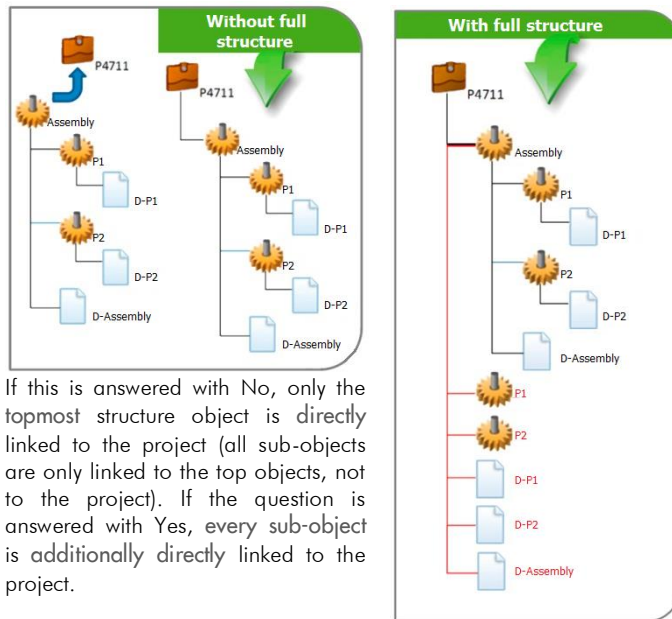 Without full
structure
P4711
Assembly
P1
D-P1
P2
D-P2
D-Assembly
P4711
Assembly
P1
D-P1
P2
D-P2
D-Assembly
If this is answered with No, only the
topmost structure object is directly
linked to the project (all sub-objects
are only linked to the top objects, not
to the project). If the question is
answered with Yes, every sub-object
is additionally directly linked to the
project.
With full structure
P4711
Assembly
P1
D-P1
P2
D-P2
D-Assembly
P1
P2
D-P1
D-P2
D-Assembly